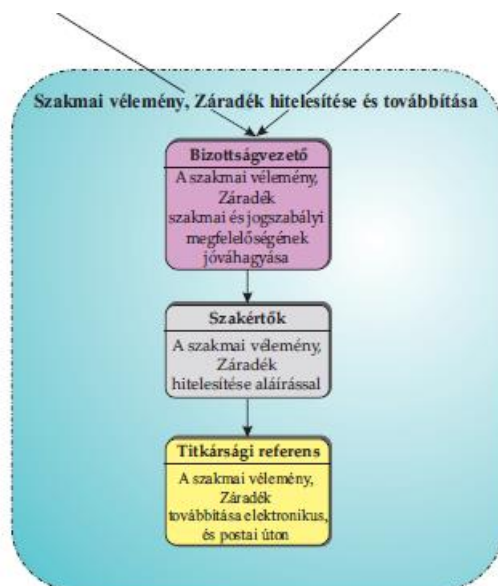 Szakmai vélemény, Záradék hitelesítése és továbbítása
Bizottságvezető
A szakmai vélemény,
Záradék
szakmai és jogszabályi
megfelelőségének
jóváhagyása
Szakértők
A szakmai vélemény,
Záradék
hitelesítése aláírással
Titkársági referens
A szakmai vélemény,
Záradék
továbbítása elektronikus,
és postai úton